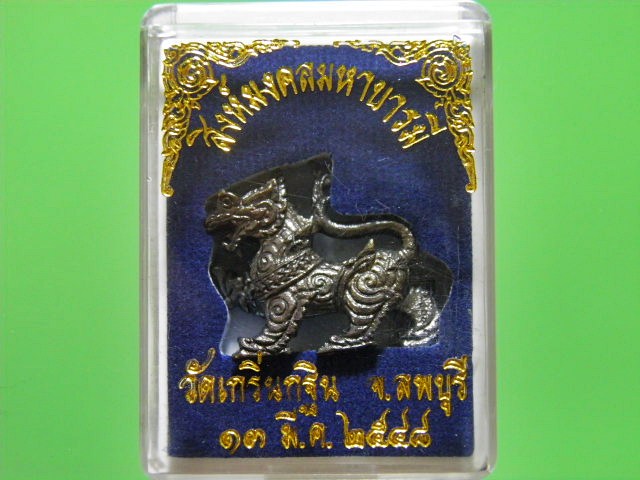 สิงห์มงคลมหาบารมี
วัดเกริ่นกฐิน จ.ลพบุรี
๑๓ มี.ค. ๒๕๔๘